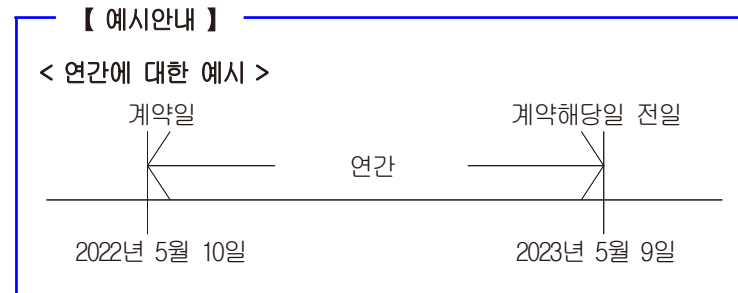 【 예시안내 】
< 연간에 대한 예시 >
계약일 계약해당일 전일
연간
2022년 5월 10일 2023년 5월 9일